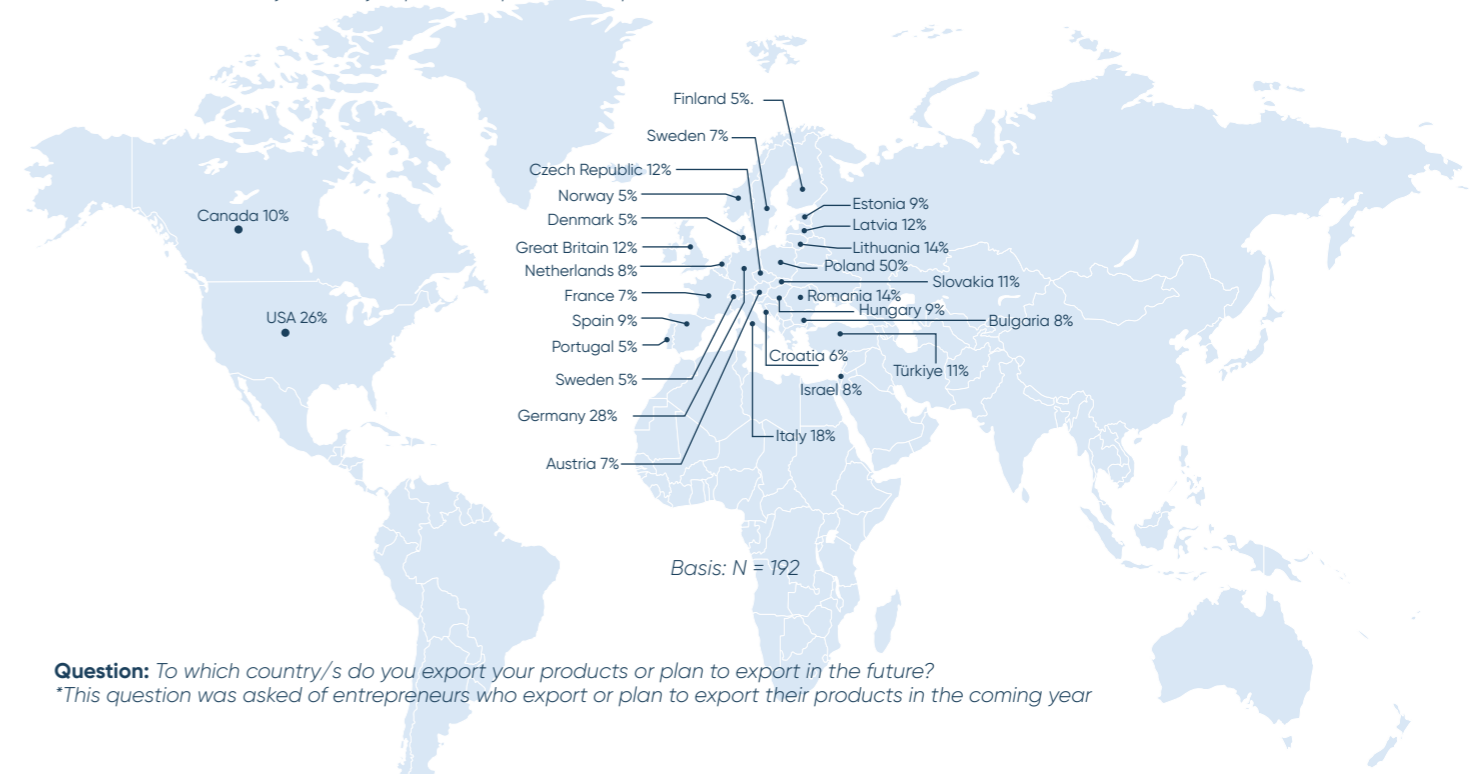 Finland 5%.
Sweden 7%
Czech Republic 12%
Norway 5%
Denmark 5%
Great Britain 12%
Netherlands 8%
France 7%
Spain 9%
Portugal 5%
Sweden 5%
Germany 28%
Austria 7%
Canada 10%
USA 26%
Estonia 9%
Latvia 12%
Lithuania 14%
Poland 50%
Slovakia 11%
Romania 14%
Hungary 9%
Bulgaria 8%
Croatia 6%
Türkiye 11%
Israel 8%
Italy 18%
Basis: N = 192
Question: To which country/s do you export your products or plan to export in the future?
*This question was asked of entrepreneurs who export or plan to export their products in the coming year